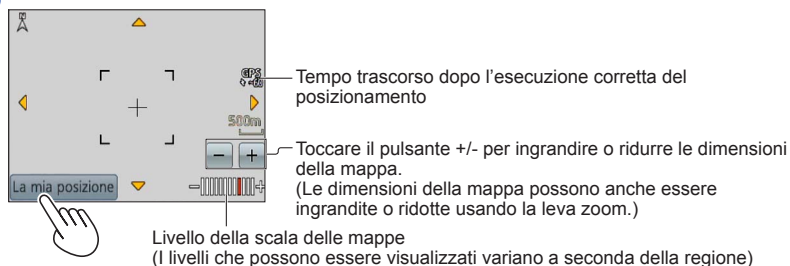 N
GPS
Tempo trascorso dopo l'esecuzione corretta del
posizionamento
500m
- +
Toccare il pulsante +/- per ingrandire o ridurre le dimensioni
della mappa.
(Le dimensioni della mappa possono anche essere
ingrandite o ridotte usando la leva zoom.)
La mia posizione
- +
Livello della scala delle mappe
(I livelli che possono essere visualizzati variano a seconda della regione)